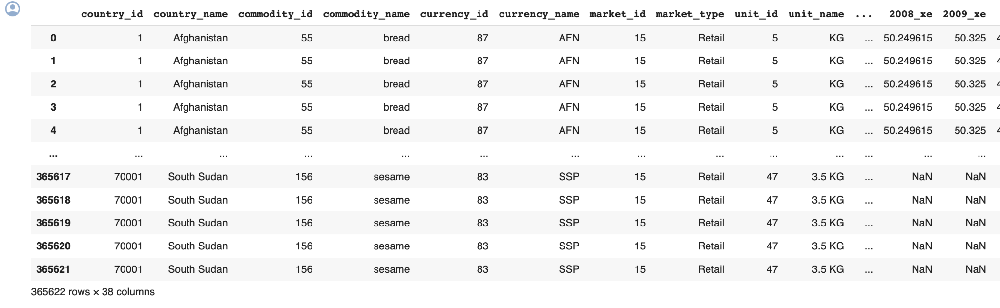 country_id country_name commodity_id commodity_name currency_id currency_name market_id market_type unit_id unit_name ... 2008_xe 2009_xe
0 1 Afghanistan 55 bread 87 AFN 15 Retail 5 KG ... 50.249615 50.325
1 1 Afghanistan 55 bread 87 AFN 15 Retail 5 KG ... 50.249615 50.325
2 1 Afghanistan 55 bread 87 AFN 15 Retail 5 KG ... 50.249615 50.325
3 1 Afghanistan 55 bread 87 AFN 15 Retail 5 KG ... 50.249615 50.325
4 1 Afghanistan 55 bread 87 AFN 15 Retail 5 KG ... 50.249615 50.325
... ... ... ... ... ... ... ... ... ... ... ... ... ...
365617 70001 South Sudan 156 sesame 83 SSP 15 Retail 47 3.5 KG ... NaN NaN
365618 70001 South Sudan 156 sesame 83 SSP 15 Retail 47 3.5 KG ... NaN NaN
365619 70001 South Sudan 156 sesame 83 SSP 15 Retail 47 3.5 KG ... NaN NaN
365620 70001 South Sudan 156 sesame 83 SSP 15 Retail 47 3.5 KG ... NaN NaN
365621 70001 South Sudan 156 sesame 83 SSP 15 Retail 47 3.5 KG ... NaN NaN
365622 rows × 38 columns